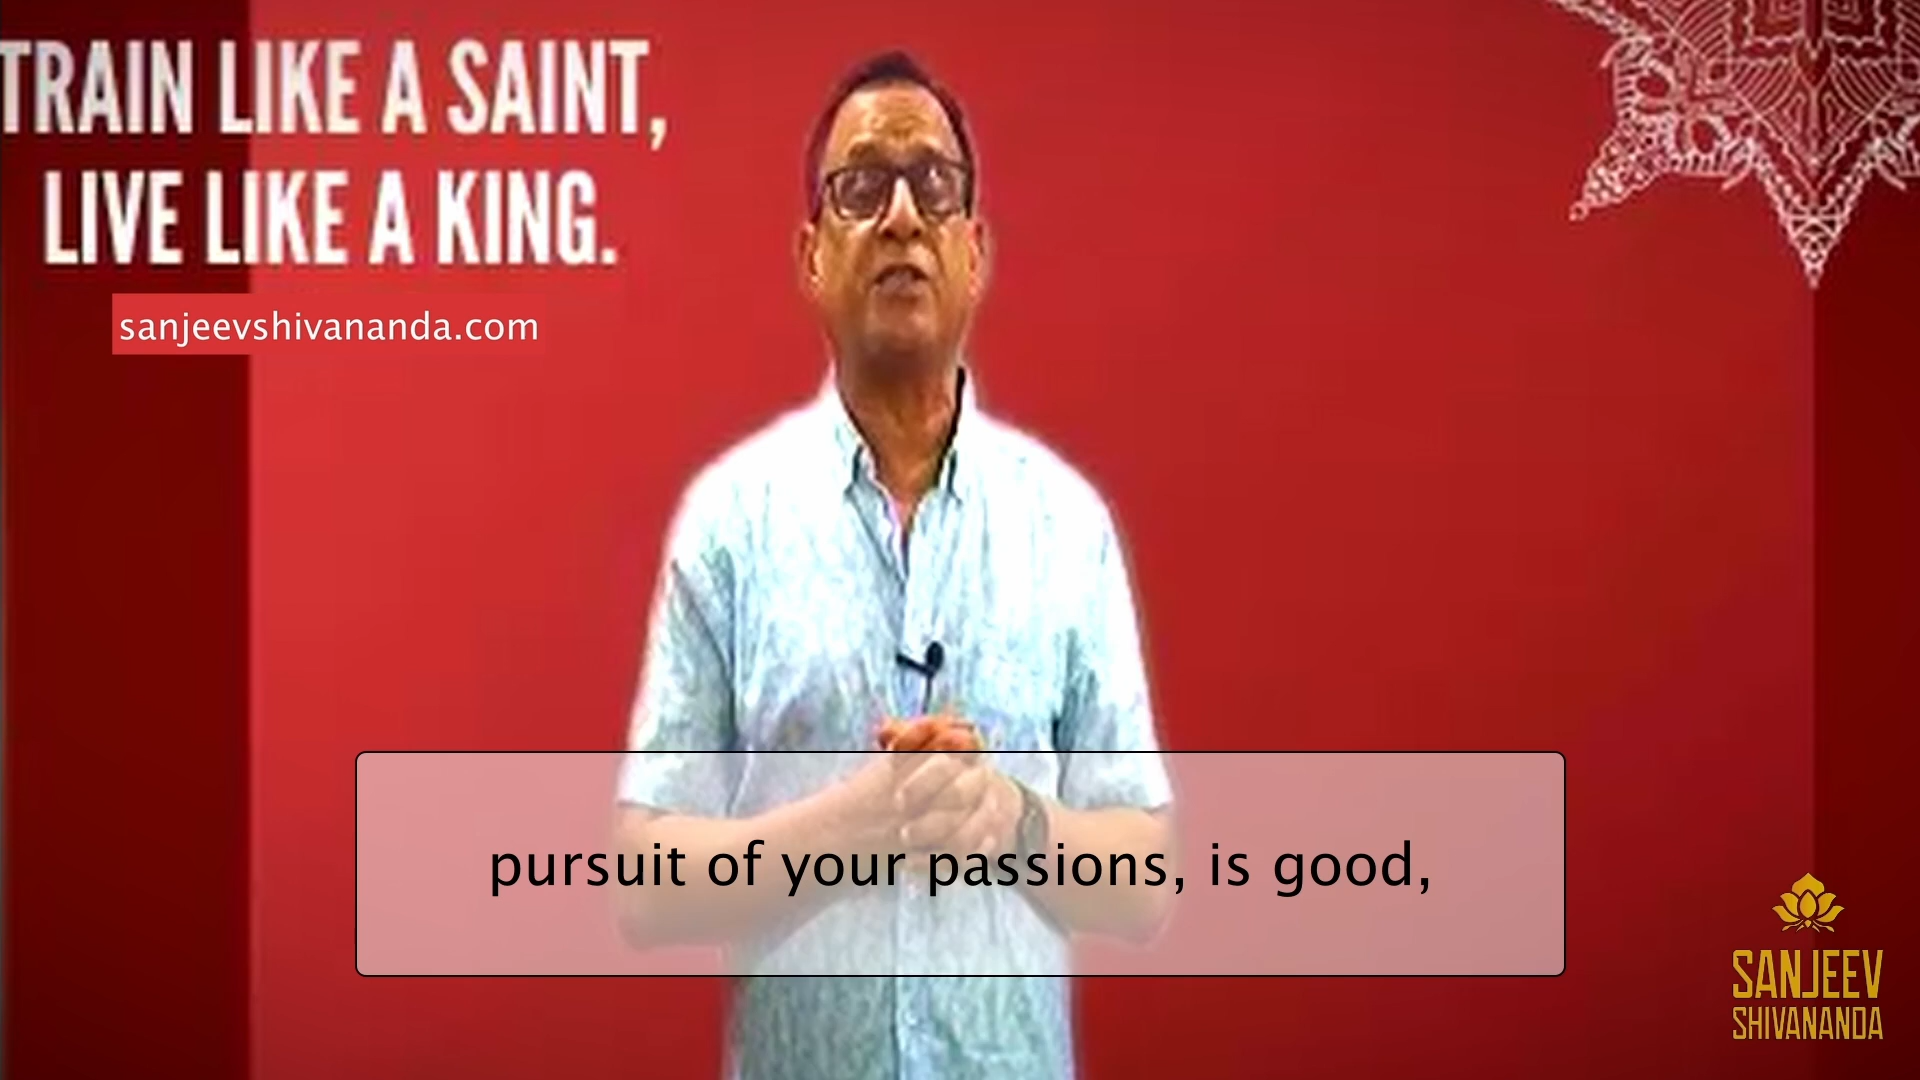 TRAIN LIKE A SAINT,
LIVE LIKE A KING.
sanjeevshivananda.com
pursuit of your passions, is good,
SANJEEV
SHIVANANDA